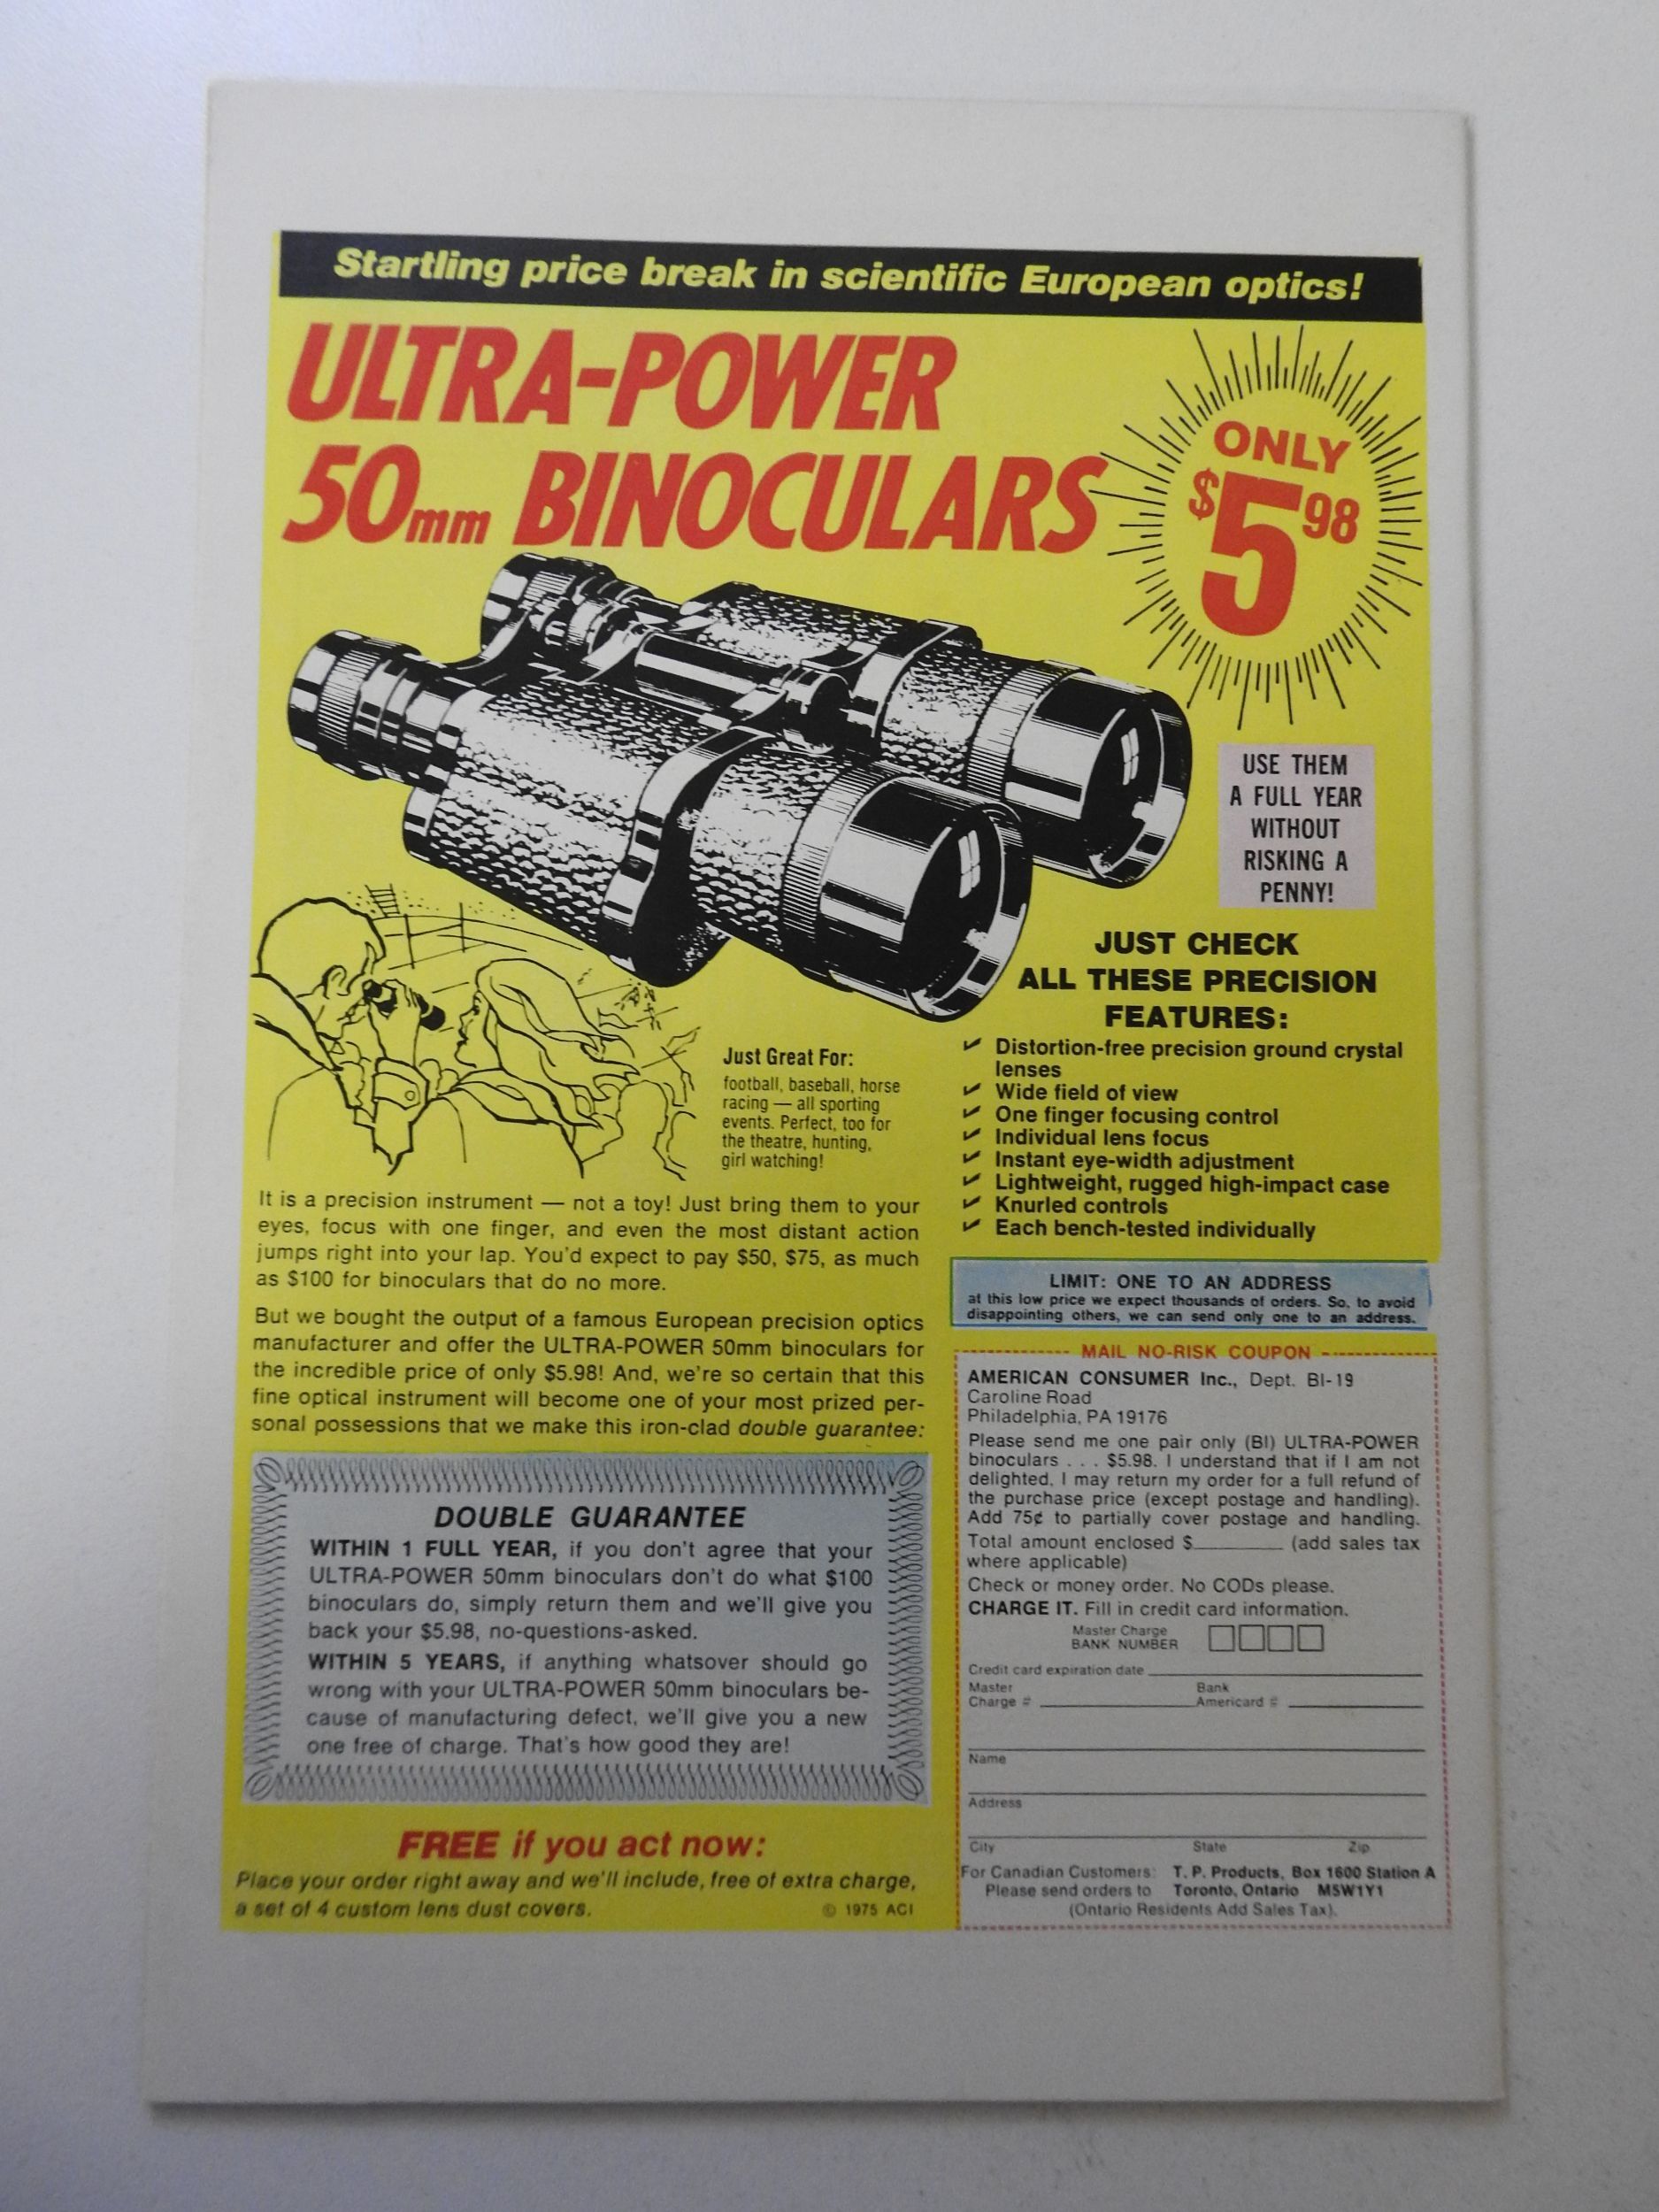 Startling price break in scientific European optics!
ULTRA-POWER
50mm BINOCULARS
ONLY
$5.98
USE THEM
A FULL YEAR
WITHOUT
RISKING A
PENNY!
JUST CHECK
ALL THESE PRECISION
FEATURES:
✔ Distortion-free precision ground crystal
lenses
✔ Wide field of view
✔ One finger focusing control
✔ Individual lens focus
✔ Instant eye-width adjustment
✔ Lightweight, rugged high-impact case
✔ Knurled controls
✔ Each bench-tested individually
Just Great For:
football, baseball, horse
racing — all sporting
events. Perfect, too for
the theatre, hunting,
girl watching!
It is a precision instrument — not a toy! Just bring them to your
eyes, focus with one finger, and even the most distant action
jumps right into your lap. You'd expect to pay $50, $75, as much
as $100 for binoculars that do no more.
But we bought the output of a famous European precision optics
manufacturer and offer the ULTRA-POWER 50mm binoculars for
the incredible price of only $5.98! And, we're so certain that this
fine optical instrument will become one of your most prized per-
sonal possessions that we make this iron-clad double guarantee:
DOUBLE GUARANTEE
WITHIN 1 FULL YEAR, if you don't agree that your
ULTRA-POWER 50mm binoculars don't do what $100
binoculars do, simply return them and we'll give you
back your $5.98, no-questions-asked.
WITHIN 5 YEARS, if anything whatsover should go
wrong with your ULTRA-POWER 50mm binoculars be-
cause of manufacturing defect, we'll give you a new
one free of charge. That's how good they are!
FREE if you act now:
Place your order right away and we'll include, free of extra charge,
a set of 4 custom lens dust covers.
© 1975 ACI
LIMIT: ONE TO AN ADDRESS
at this low price we expect thousands of orders. So, to avoid
disappointing others, we can send only one to an address.
MAIL NO-RISK COUPON
AMERICAN CONSUMER Inc., Dept. BI-19
Caroline Road
Philadelphia, PA 19176
Please send me one pair only (BI) ULTRA-POWER
binoculars . . . $5.98. I understand that if I am not
delighted, I may return my order for a full refund of
the purchase price (except postage and handling).
Add 75¢ to partially cover postage and handling.
Total amount enclosed $________ (add sales tax
where applicable)
Check or money order. No CODs please.
CHARGE IT. Fill in credit card information.
Master Charge
BANK NUMBER
Credit card expiration date
Master
Charge #
Bank
Americard #
Name
Address
City State Zip
For Canadian Customers: T. P. Products, Box 1600 Station A
Please send orders to Toronto, Ontario M5W1Y1
(Ontario Residents Add Sales Tax).